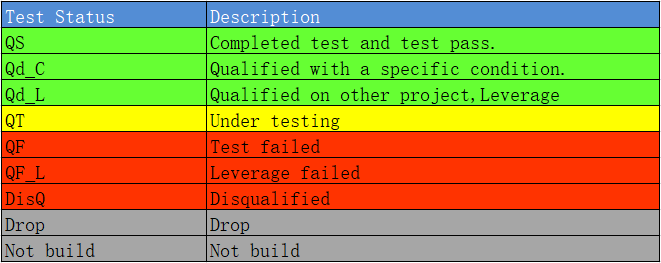 Test Status Description
QS Completed test and test pass.
Qd_C Qualified with a specific condition.
Qd_L Qualified on other project,Leverage
QT Under testing
QF Test failed
QF_L Leverage failed
DisQ Disqualified
Drop Drop
Not build Not build